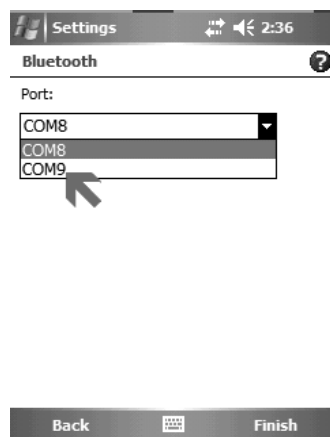 Settings 2:36
Bluetooth ?
Port:
COM8
COM8
COM9
Back Finish